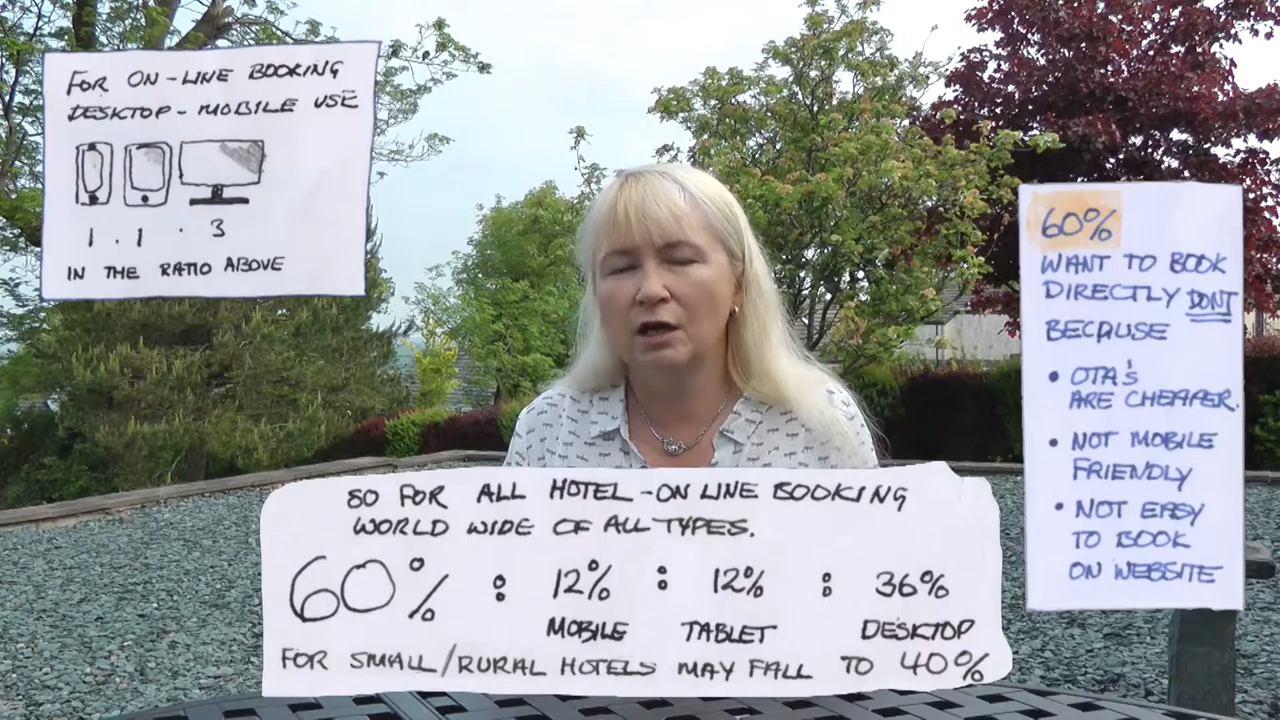 FOR ON-LINE BOOKING
DESKTOP - MOBILE USE
1 . 1 . 3
IN THE RATIO ABOVE
60%
WANT TO BOOK
DIRECTLY DONT
BECAUSE
• OTA's
ARE CHEAPER.
• NOT MOBILE
FRIENDLY
• NOT EASY
TO BOOK
ON WEBSITE
SO FOR ALL HOTEL-ON LINE BOOKING
WORLD WIDE OF ALL TYPES.
60% : 12% : 12% : 36%
MOBILE TABLET DESKTOP
FOR SMALL/RURAL HOTELS MAY FALL TO 40%